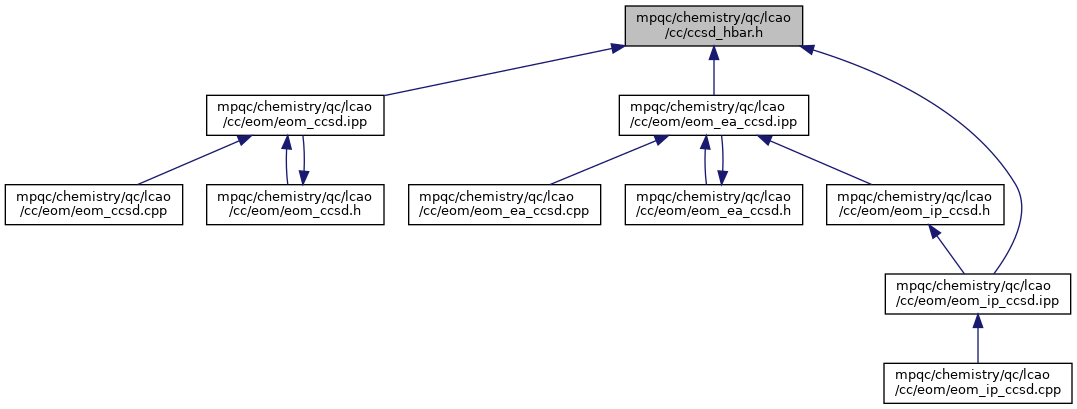 mpqc/chemistry/qc/lcao
/cc/ccsd_hbar.h
mpqc/chemistry/qc/lcao
/cc/eom/eom_ccsd.ipp
mpqc/chemistry/qc/lcao
/cc/eom/eom_ea_ccsd.ipp
mpqc/chemistry/qc/lcao
/cc/eom/eom_ccsd.cpp
mpqc/chemistry/qc/lcao
/cc/eom/eom_ccsd.h
mpqc/chemistry/qc/lcao
/cc/eom/eom_ea_ccsd.cpp
mpqc/chemistry/qc/lcao
/cc/eom/eom_ea_ccsd.h
mpqc/chemistry/qc/lcao
/cc/eom/eom_ip_ccsd.h
mpqc/chemistry/qc/lcao
/cc/eom/eom_ip_ccsd.ipp
mpqc/chemistry/qc/lcao
/cc/eom/eom_ip_ccsd.cpp